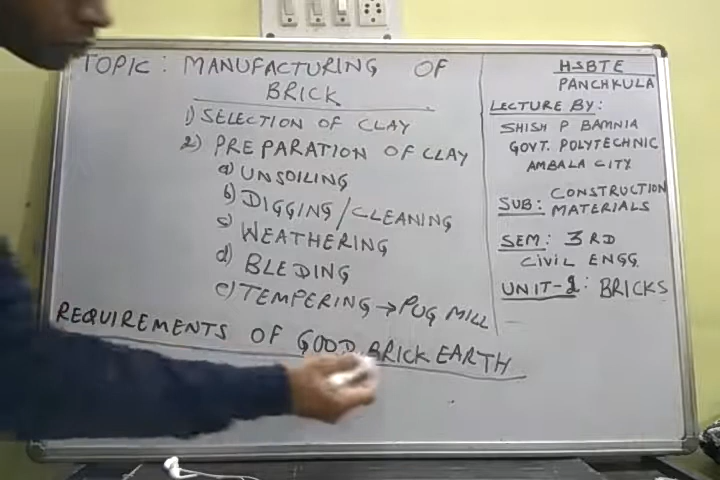 TOPIC: MANUFACTURING OF
BRICK
1) SELECTION OF CLAY
2) PREPARATION OF CLAY
a) UNSOILING
b) DIGGING/CLEANING
c) WEATHERING
d) BLEDING
e) TEMPERING → PUG MILL
REQUIREMENTS OF GOOD BRICK EARTH
HSBTE
PANCHKULA
LECTURE BY:
SHISH P BAMNIA
GOVT. POLYTECHNIC
AMBALA CITY
SUB: CONSTRUCTION
MATERIALS
SEM: 3RD
CIVIL ENGG.
UNIT-1: BRICKS